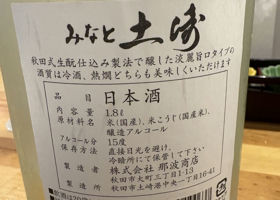 みなと 土崎
秋田式生酛仕込み製法で醸した淡麗旨口タイプの
酒質は冷酒、熱燗どちらも美味しくいただけます
品目 日本酒
内容量 1.8ℓ
原材料名 米(国産)、米こうじ(国産米)、
醸造アルコール
アルコール分 15度
保存方法 直接日光を避け、
冷暗所にて保管して下さい
製造者 株式会社 那波商店
秋田市大町三丁目1-13
製造場 秋田市土崎港中央一丁目16-41